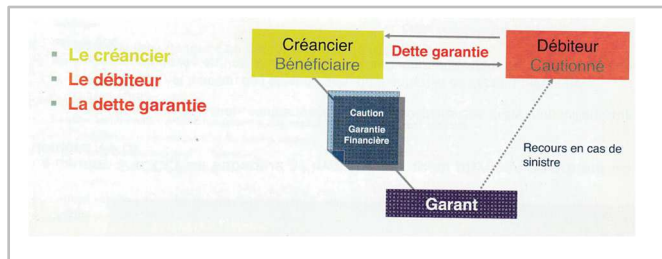 Le créancier
Le débiteur
La dette garantie
Créancier
Bénéficiaire
Dette garantie
Débiteur
Cautionné
Caution
Garantie
Financière
Recours en cas de
sinistre
Garant